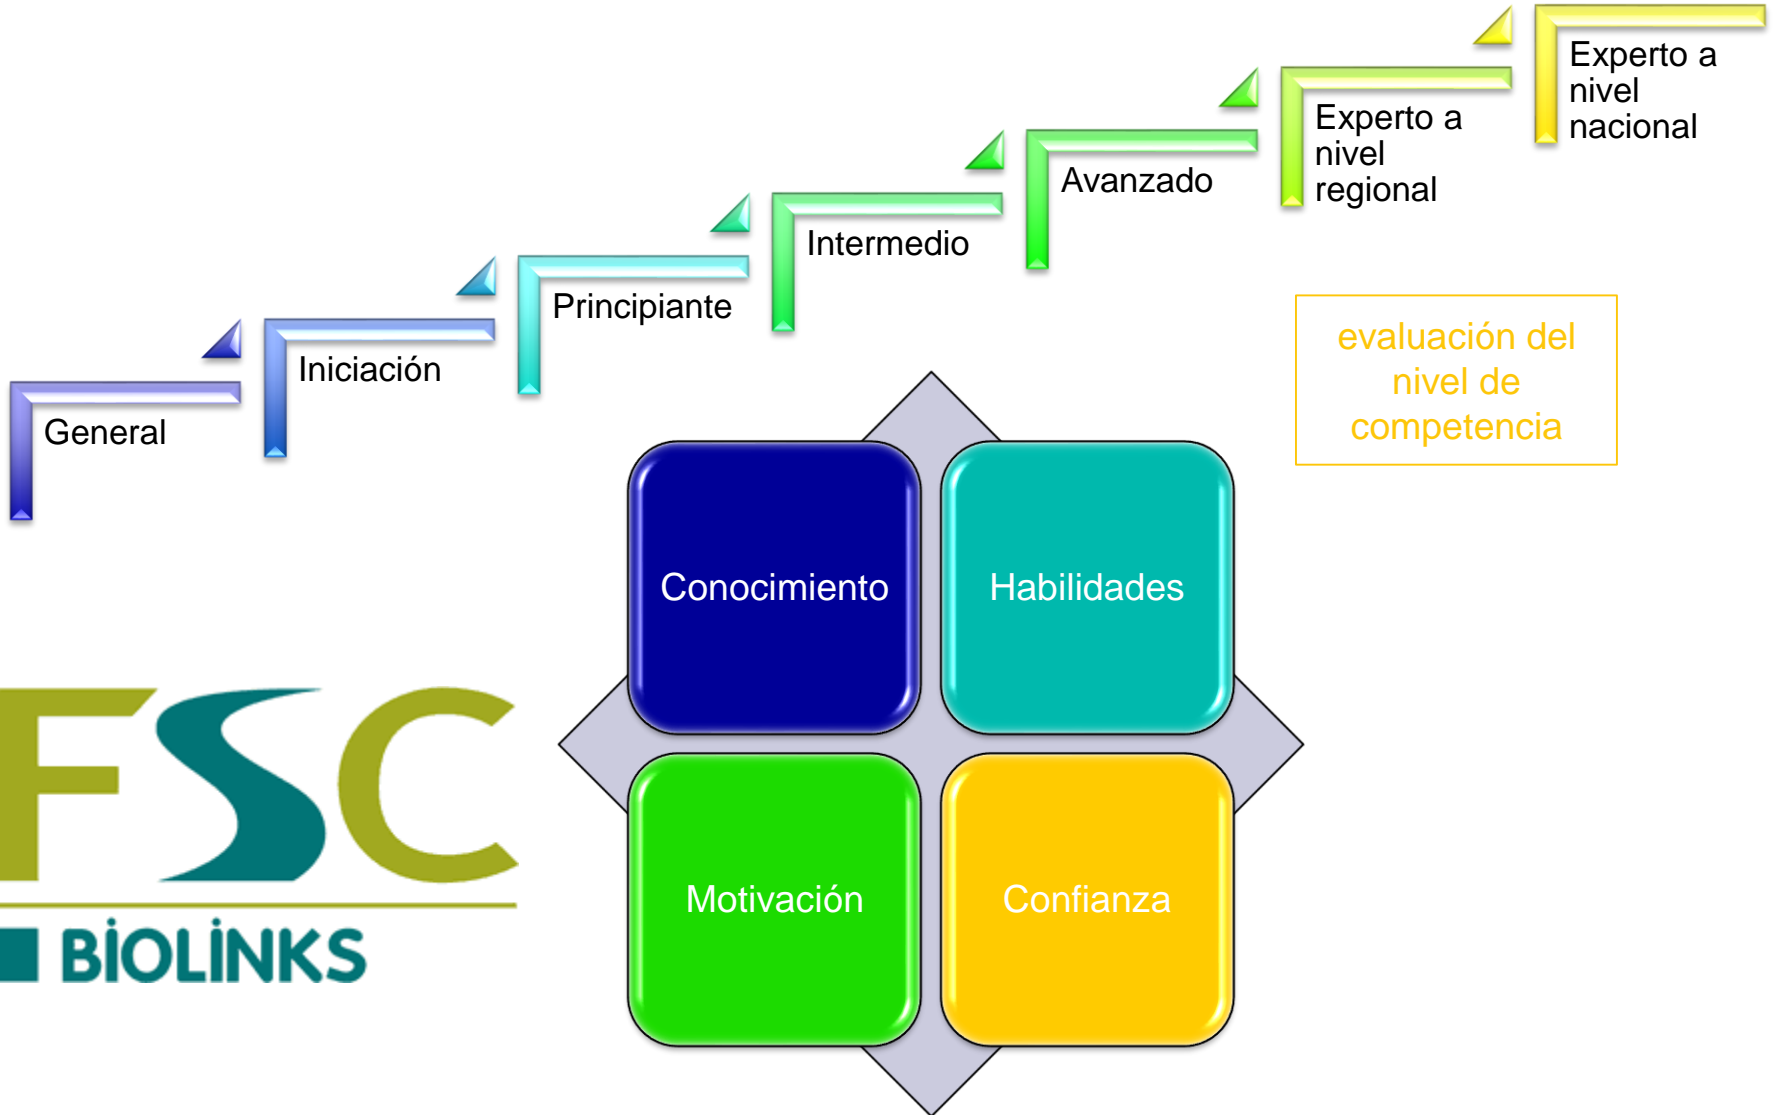 General
Iniciación
Principiante
Intermedio
Avanzado
Experto a
nivel
regional
Experto a
nivel
nacional
evaluación del
nivel de
competencia
Conocimiento
Habilidades
Motivación
Confianza
FSC
BIOLINKS